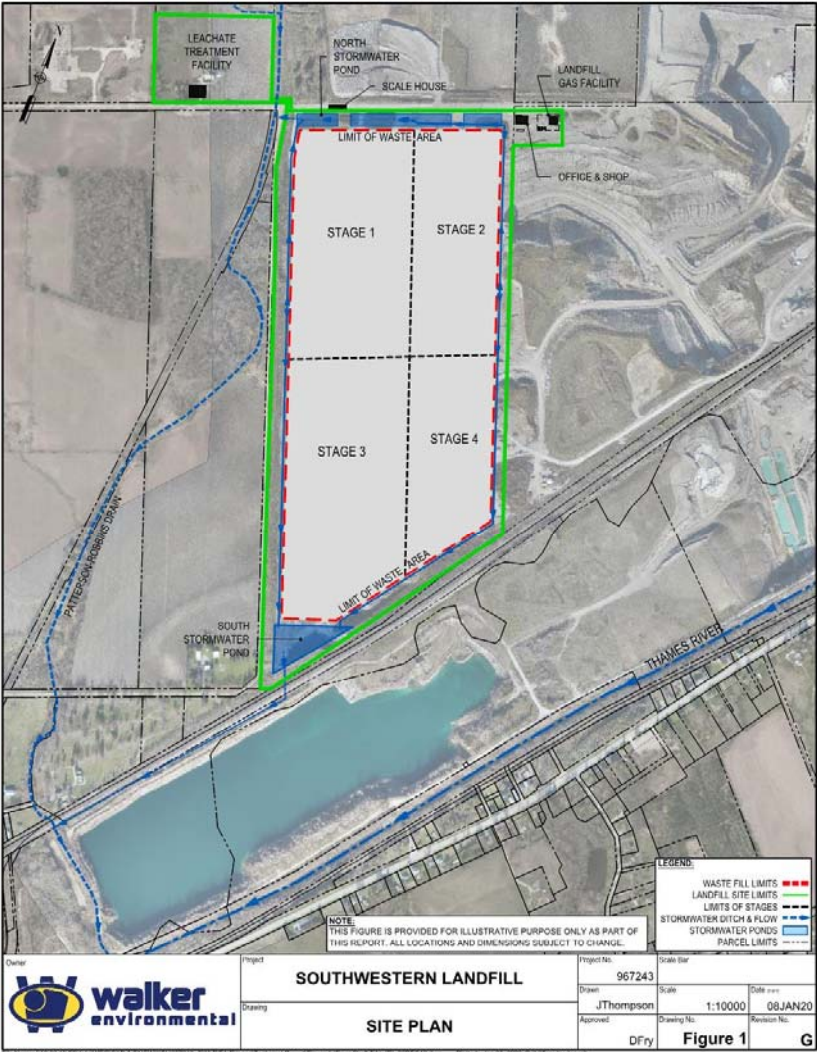 LEACHATE
TREATMENT
FACILITY
NORTH
STORMWATER
POND
SCALE HOUSE
LANDFILL
GAS FACILITY
LIMIT OF WASTE AREA
OFFICE & SHOP
STAGE 1
STAGE 2
STAGE 3
STAGE 4
PATTERSON-ROBBINS DRAIN
LIMIT OF WASTE AREA
SOUTH
STORMWATER
POND
THAMES RIVER
LEGEND:
WASTE FILL LIMITS
LANDFILL SITE LIMITS
LIMITS OF STAGES
STORMWATER DITCH & FLOW
STORMWATER PONDS
PARCEL LIMITS
NOTE:
THIS FIGURE IS PROVIDED FOR ILLUSTRATIVE PURPOSE ONLY AS PART OF
THIS REPORT. ALL LOCATIONS AND DIMENSIONS SUBJECT TO CHANGE.
Owner
walker
environmental
Project
SOUTHWESTERN LANDFILL
Drawing
SITE PLAN
Project No.
967243
Scale Bar
Drawn
JThompson
Scale
1:10000
Date
08JAN20
Approved
DFry
Drawing No.
Figure 1
Revision No.
G